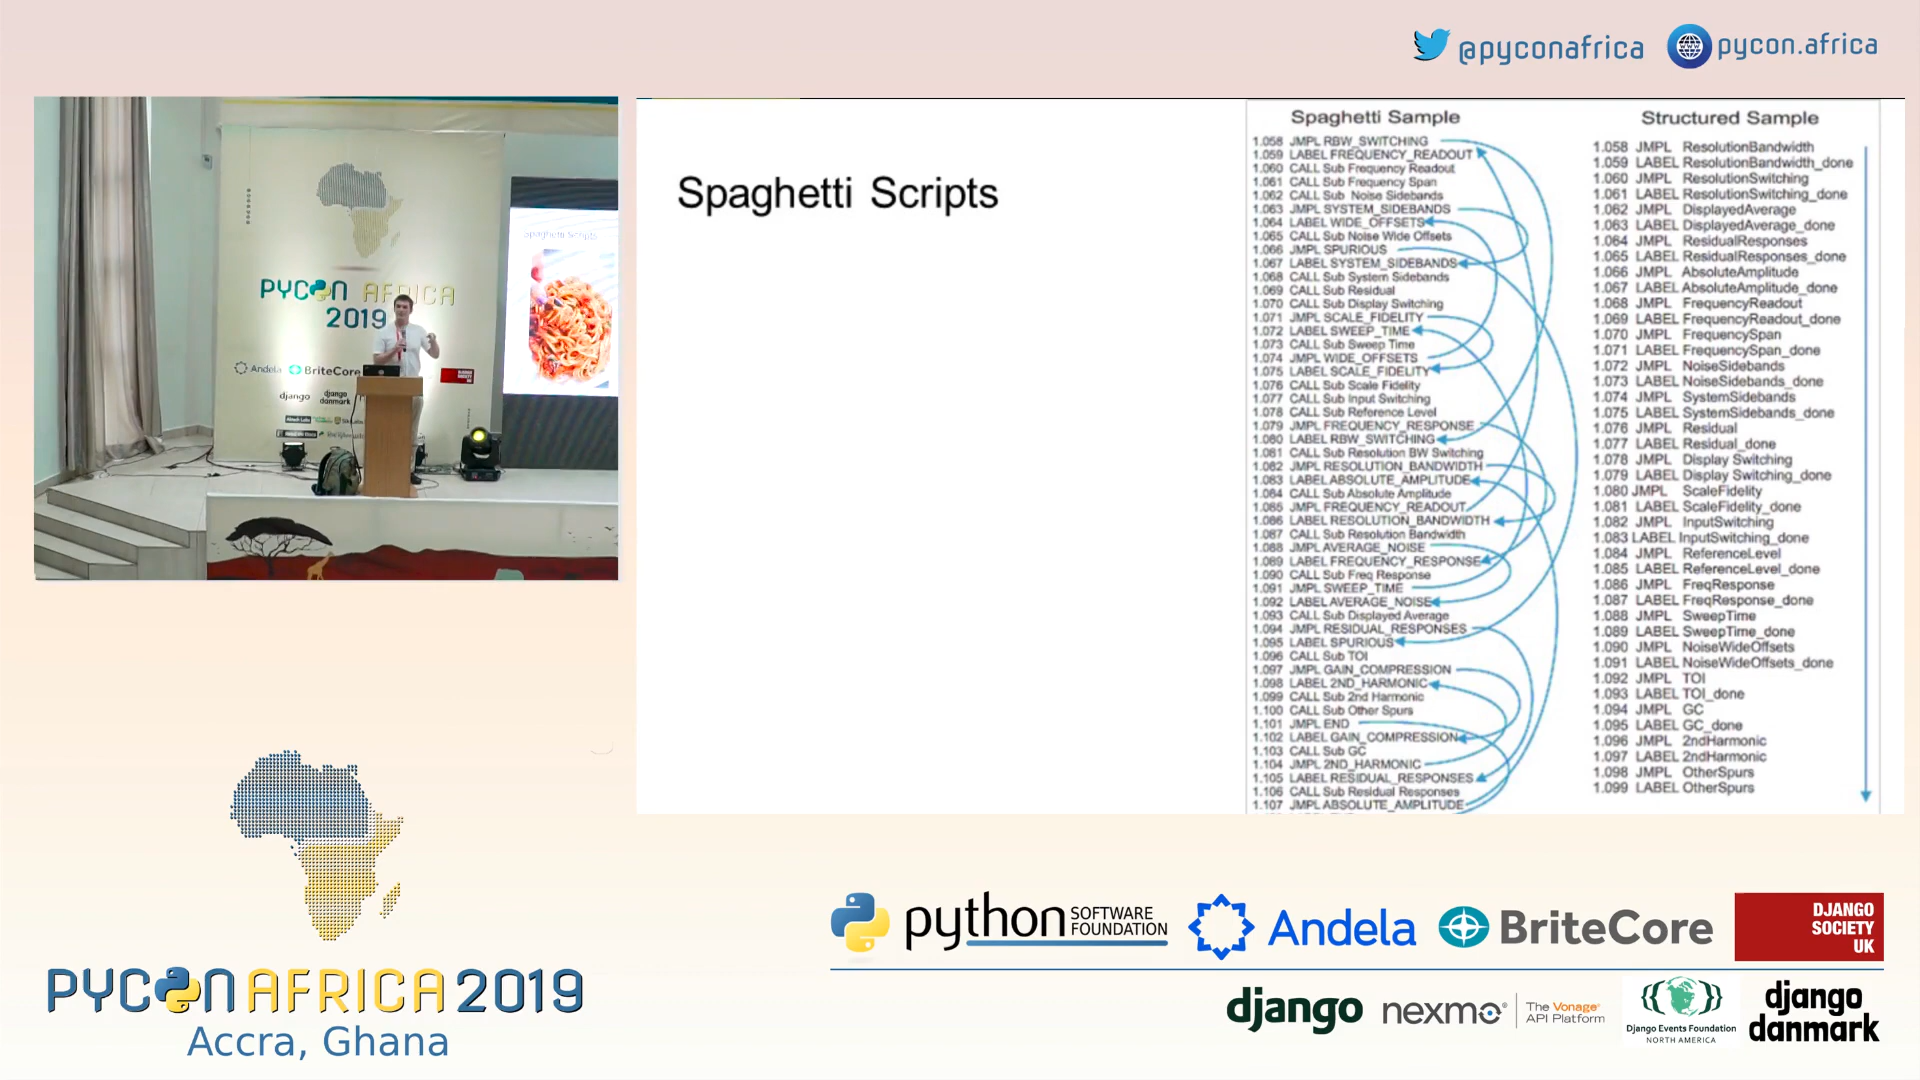 @pyconafrica
pycon.africa
Spaghetti Scripts
PYCON AFRICA
2019
Andela
BriteCore
DJANGO
SOCIETY
UK
django
django
danmark
Spaghetti Scripts
Spaghetti Sample
1.058 JMPL RBW_SWITCHING
1.059 LABEL FREQUENCY_READOUT
1.060 CALL Sub Frequency Readout
1.061 CALL Sub Frequency Span
1.062 CALL Sub Noise Sidebands
1.063 JMPL SYSTEM_SIDEBANDS
1.064 LABEL WIDE_OFFSETS
1.065 CALL Sub Noise Wide Offsets
1.066 JMPL SPURIOUS
1.067 LABEL SYSTEM_SIDEBANDS
1.068 CALL Sub System Sidebands
1.069 CALL Sub Residual
1.070 CALL Sub Display Switching
1.071 JMPL SCALE_FIDELITY
1.072 LABEL SWEEP_TIME
1.073 CALL Sub Sweep Time
1.074 JMPL WIDE_OFFSETS
1.075 LABEL SCALE_FIDELITY
1.076 CALL Sub Scale Fidelity
1.077 CALL Sub Input Switching
1.078 CALL Sub Reference Level
1.079 JMPL FREQUENCY_RESPONSE
1.080 LABEL RBW_SWITCHING
1.081 CALL Sub Resolution BW Switching
1.082 JMPL RESOLUTION_BANDWIDTH
1.083 LABEL ABSOLUTE_AMPLITUDE
1.084 CALL Sub Absolute Amplitude
1.085 JMPL FREQUENCY_READOUT
1.086 LABEL RESOLUTION_BANDWIDTH
1.087 CALL Sub Resolution Bandwidth
1.088 JMPL AVERAGE_NOISE
1.089 LABEL FREQUENCY_RESPONSE
1.090 CALL Sub Freq Response
1.091 JMPL SWEEP_TIME
1.092 LABEL AVERAGE_NOISE
1.093 CALL Sub Displayed Average
1.094 JMPL RESIDUAL_RESPONSES
1.095 LABEL SPURIOUS
1.096 CALL Sub TOI
1.097 JMPL GAIN_COMPRESSION
1.098 LABEL 2ND_HARMONIC
1.099 CALL Sub 2nd Harmonic
1.100 CALL Sub Other Spurs
1.101 JMPL END
1.102 LABEL GAIN_COMPRESSION
1.103 CALL Sub GC
1.104 JMPL 2ND_HARMONIC
1.105 LABEL RESIDUAL_RESPONSES
1.106 CALL Sub Residual Responses
1.107 JMPL ABSOLUTE_AMPLITUDE
Structured Sample
1.058 JMPL ResolutionBandwidth
1.059 LABEL ResolutionBandwidth_done
1.060 JMPL ResolutionSwitching
1.061 LABEL ResolutionSwitching_done
1.062 JMPL DisplayedAverage
1.063 LABEL DisplayedAverage_done
1.064 JMPL ResidualResponses
1.065 LABEL ResidualResponses_done
1.066 JMPL AbsoluteAmplitude
1.067 LABEL AbsoluteAmplitude_done
1.068 JMPL FrequencyReadout
1.069 LABEL FrequencyReadout_done
1.070 JMPL FrequencySpan
1.071 LABEL FrequencySpan_done
1.072 JMPL NoiseSidebands
1.073 LABEL NoiseSidebands_done
1.074 JMPL SystemSidebands
1.075 LABEL SystemSidebands_done
1.076 JMPL Residual
1.077 LABEL Residual_done
1.078 JMPL Display Switching
1.079 LABEL Display Switching_done
1.080 JMPL ScaleFidelity
1.081 LABEL ScaleFidelity_done
1.082 JMPL InputSwitching
1.083 LABEL InputSwitching_done
1.084 JMPL ReferenceLevel
1.085 LABEL ReferenceLevel_done
1.086 JMPL FreqResponse
1.087 LABEL FreqResponse_done
1.088 JMPL SweepTime
1.089 LABEL SweepTime_done
1.090 JMPL NoiseWideOffsets
1.091 LABEL NoiseWideOffsets_done
1.092 JMPL TOI
1.093 LABEL TOI_done
1.094 JMPL GC
1.095 LABEL GC_done
1.096 JMPL 2ndHarmonic
1.097 LABEL 2ndHarmonic
1.098 JMPL OtherSpurs
1.099 LABEL OtherSpurs
PYCON AFRICA 2019
Accra, Ghana
python SOFTWARE FOUNDATION
Andela
BriteCore
DJANGO
SOCIETY
UK
django
nexmo
The Vonage®
API Platform
Django Events Foundation
NORTH AMERICA
django
danmark